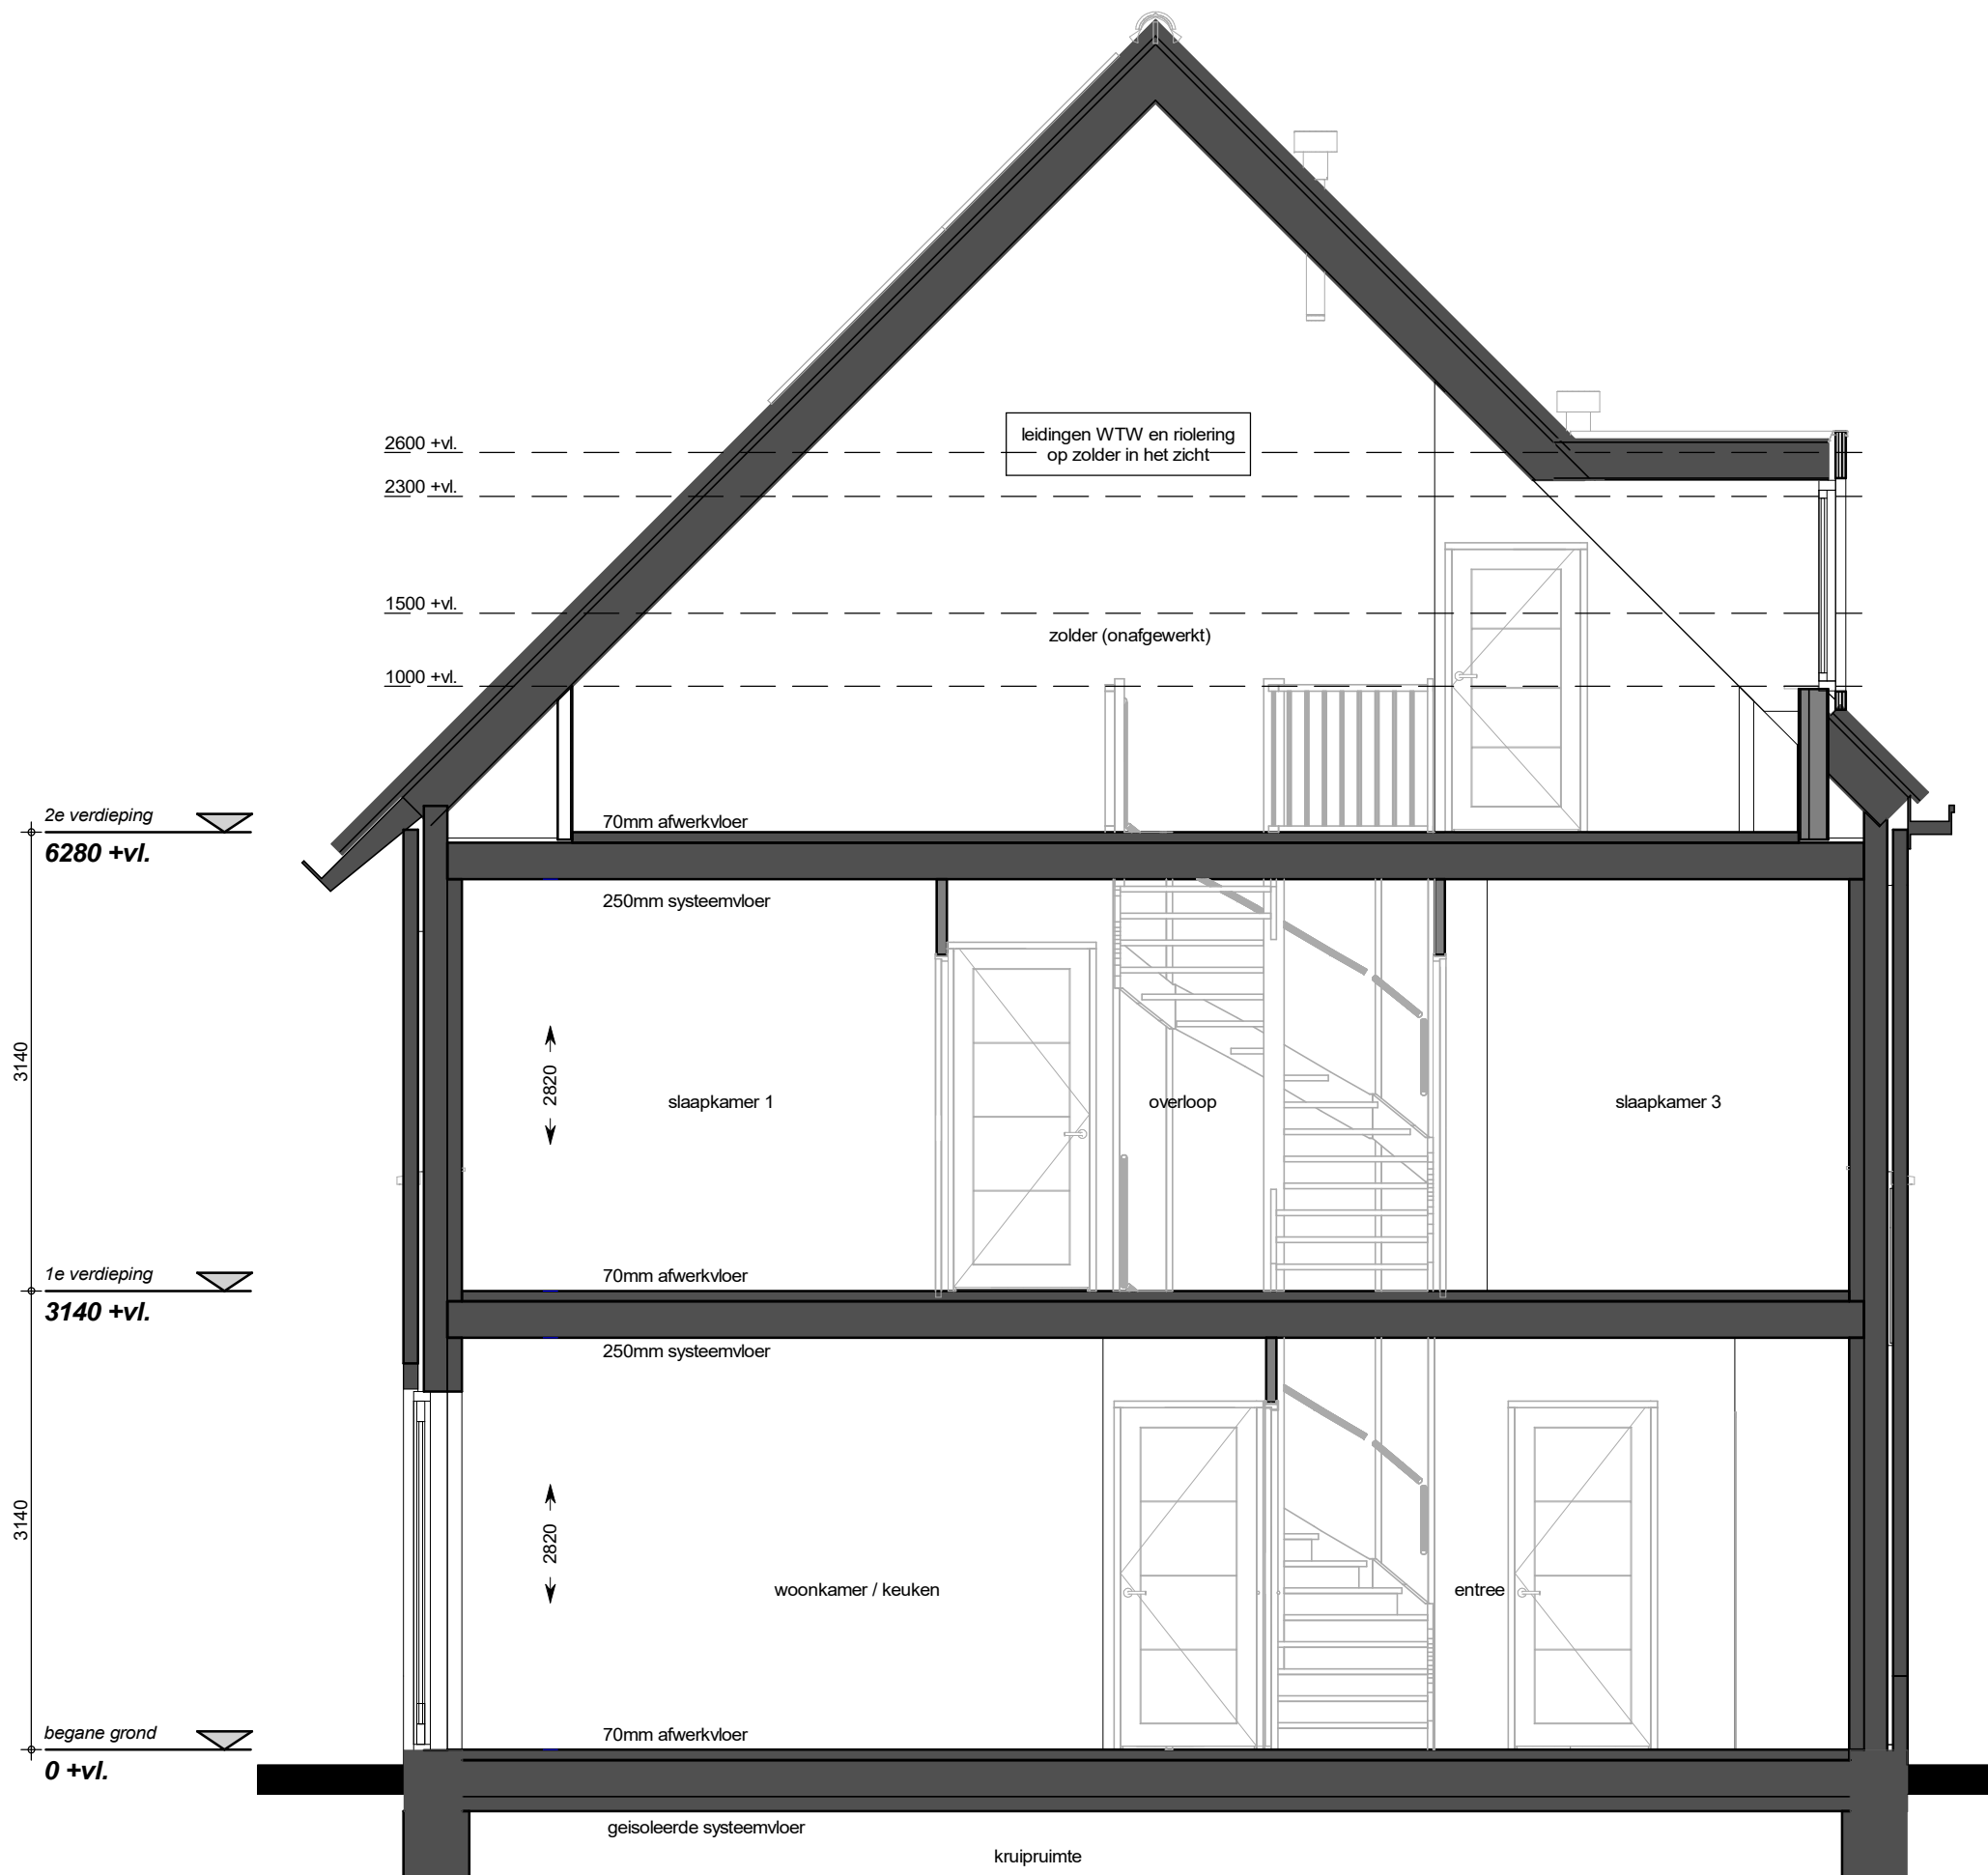 leidingen WTW en riolering
op zolder in het zicht
2600 +vl.
2300 +vl.
1500 +vl.
zolder (onafgewerkt)
1000 +vl.
2e verdieping
6280 +vl.
70mm afwerkvloer
250mm systeemvloer
3140
2820
slaapkamer 1
overloop
slaapkamer 3
1e verdieping
3140 +vl.
70mm afwerkvloer
250mm systeemvloer
3140
2820
woonkamer / keuken
entree
begane grond
0 +vl.
70mm afwerkvloer
geisoleerde systeemvloer
kruipruimte